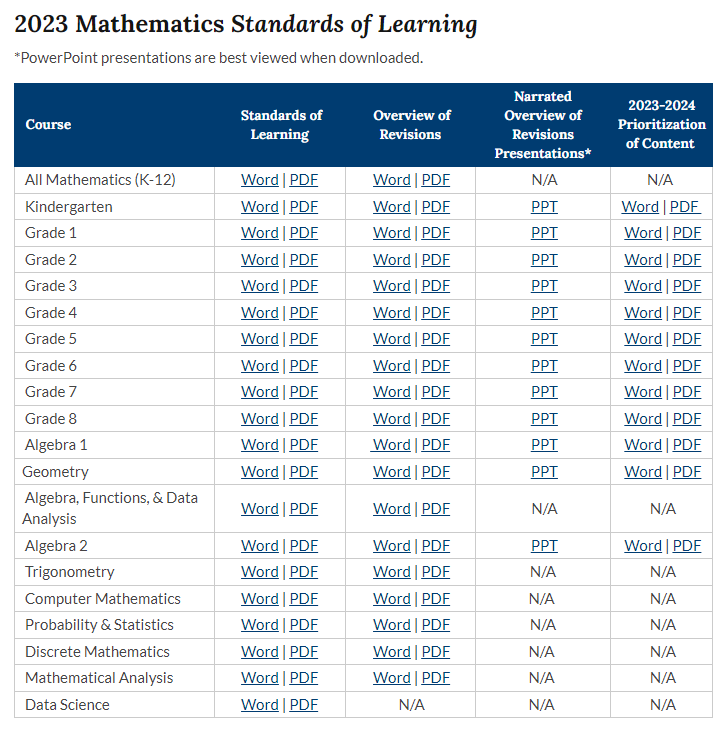 2023 Mathematics Standards of Learning
*PowerPoint presentations are best viewed when downloaded.
Course
Standards of
Learning
Overview of
Revisions
Narrated
Overview of
Revisions
Presentations*
2023-2024
Prioritization
of Content
All Mathematics (K-12) Word | PDF Word | PDF N/A N/A
Kindergarten Word | PDF Word | PDF PPT Word | PDF
Grade 1 Word | PDF Word | PDF PPT Word | PDF
Grade 2 Word | PDF Word | PDF PPT Word | PDF
Grade 3 Word | PDF Word | PDF PPT Word | PDF
Grade 4 Word | PDF Word | PDF PPT Word | PDF
Grade 5 Word | PDF Word | PDF PPT Word | PDF
Grade 6 Word | PDF Word | PDF PPT Word | PDF
Grade 7 Word | PDF Word | PDF PPT Word | PDF
Grade 8 Word | PDF Word | PDF PPT Word | PDF
Algebra 1 Word | PDF Word | PDF PPT Word | PDF
Geometry Word | PDF Word | PDF PPT Word | PDF
Algebra, Functions, & Data
Analysis Word | PDF Word | PDF N/A N/A
Algebra 2 Word | PDF Word | PDF PPT Word | PDF
Trigonometry Word | PDF Word | PDF N/A N/A
Computer Mathematics Word | PDF Word | PDF N/A N/A
Probability & Statistics Word | PDF Word | PDF N/A N/A
Discrete Mathematics Word | PDF Word | PDF N/A N/A
Mathematical Analysis Word | PDF Word | PDF N/A N/A
Data Science Word | PDF N/A N/A N/A